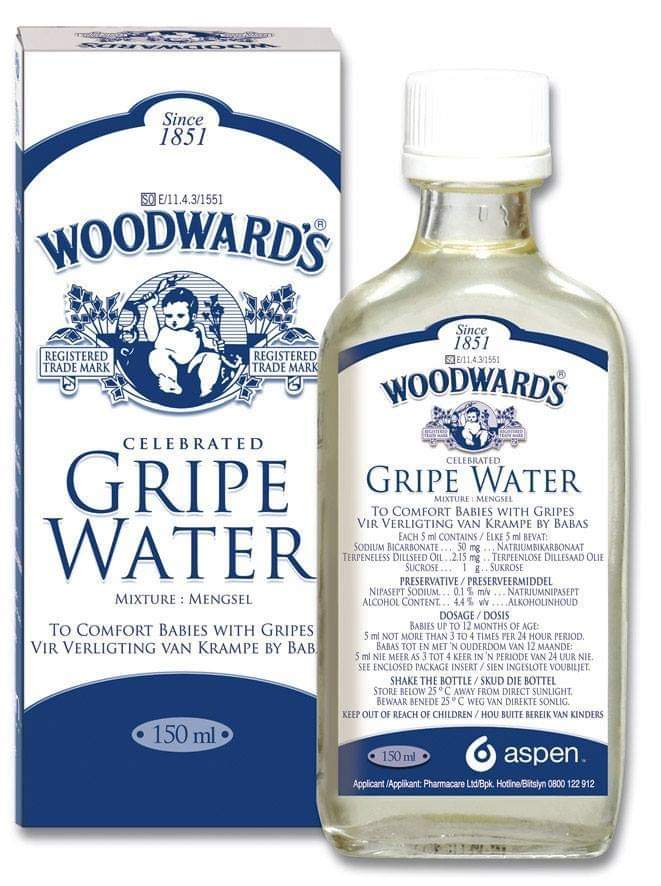 WOODWARD'S
Since
1851
SO E/11.4.3/1551
WOODWARD'S®
REGISTERED
TRADE MARK
REGISTERED
TRADE MARK
CELEBRATED
GRIPE
WATER
MIXTURE : MENGSEL
TO COMFORT BABIES WITH GRIPES
VIR VERLIGTING VAN KRAMPE BY BAB
150 ml
Since
1851
SO E/11.4.3/1551
WOODWARD'S®
REGISTERED
TRADE MARK
REGISTERED
TRADE MARK
CELEBRATED
GRIPE WATER
MIXTURE : MENGSEL
TO COMFORT BABIES WITH GRIPES
VIR VERLIGTING VAN KRAMPE BY BABAS
EACH 5 ml CONTAINS / ELKE 5 ml BEVAT:
SODIUM BICARBONATE ... 50 mg ... NATRIUMBIKARBONAAT
TERPENELESS DILLSEED OIL .. 2.15 mg .. TERPEENLOSE DILLESAAD OLIE
SUCROSE ... 1 g .. SUKROSE
PRESERVATIVE / PRESERVEERMIDDEL
NIPASEPT SODIUM... 0.1 % m/v ... NATRIUMNIPASEPT
ALCOHOL CONTENT... 4.4 % v/v ....ALKOHOLINHOUD
DOSAGE / DOSIS
BABIES UP TO 12 MONTHS OF AGE:
5 ml NOT MORE THAN 3 TO 4 TIMES PER 24 HOUR PERIOD.
BABAS TOT EN MET 'N OUDERDOM VAN 12 MAANDE:
5 ml NIE MEER AS 3 TOT 4 KEER IN 'N PERIODE VAN 24 UUR NIE.
SEE ENCLOSED PACKAGE INSERT / SIEN INGESLOTE VOUBILJET.
SHAKE THE BOTTLE / SKUD DIE BOTTEL
STORE BELOW 25 °C AWAY FROM DIRECT SUNLIGHT.
BEWAAR BENEDE 25 °C WEG VAN DIREKTE SONLIG.
KEEP OUT OF REACH OF CHILDREN / HOU BUITE BEREIK VAN KINDERS
150 ml
aspen
Applicant /Applikant: Pharmacare Ltd/Bpk. Hotline/Blitslyn 0800 122 912